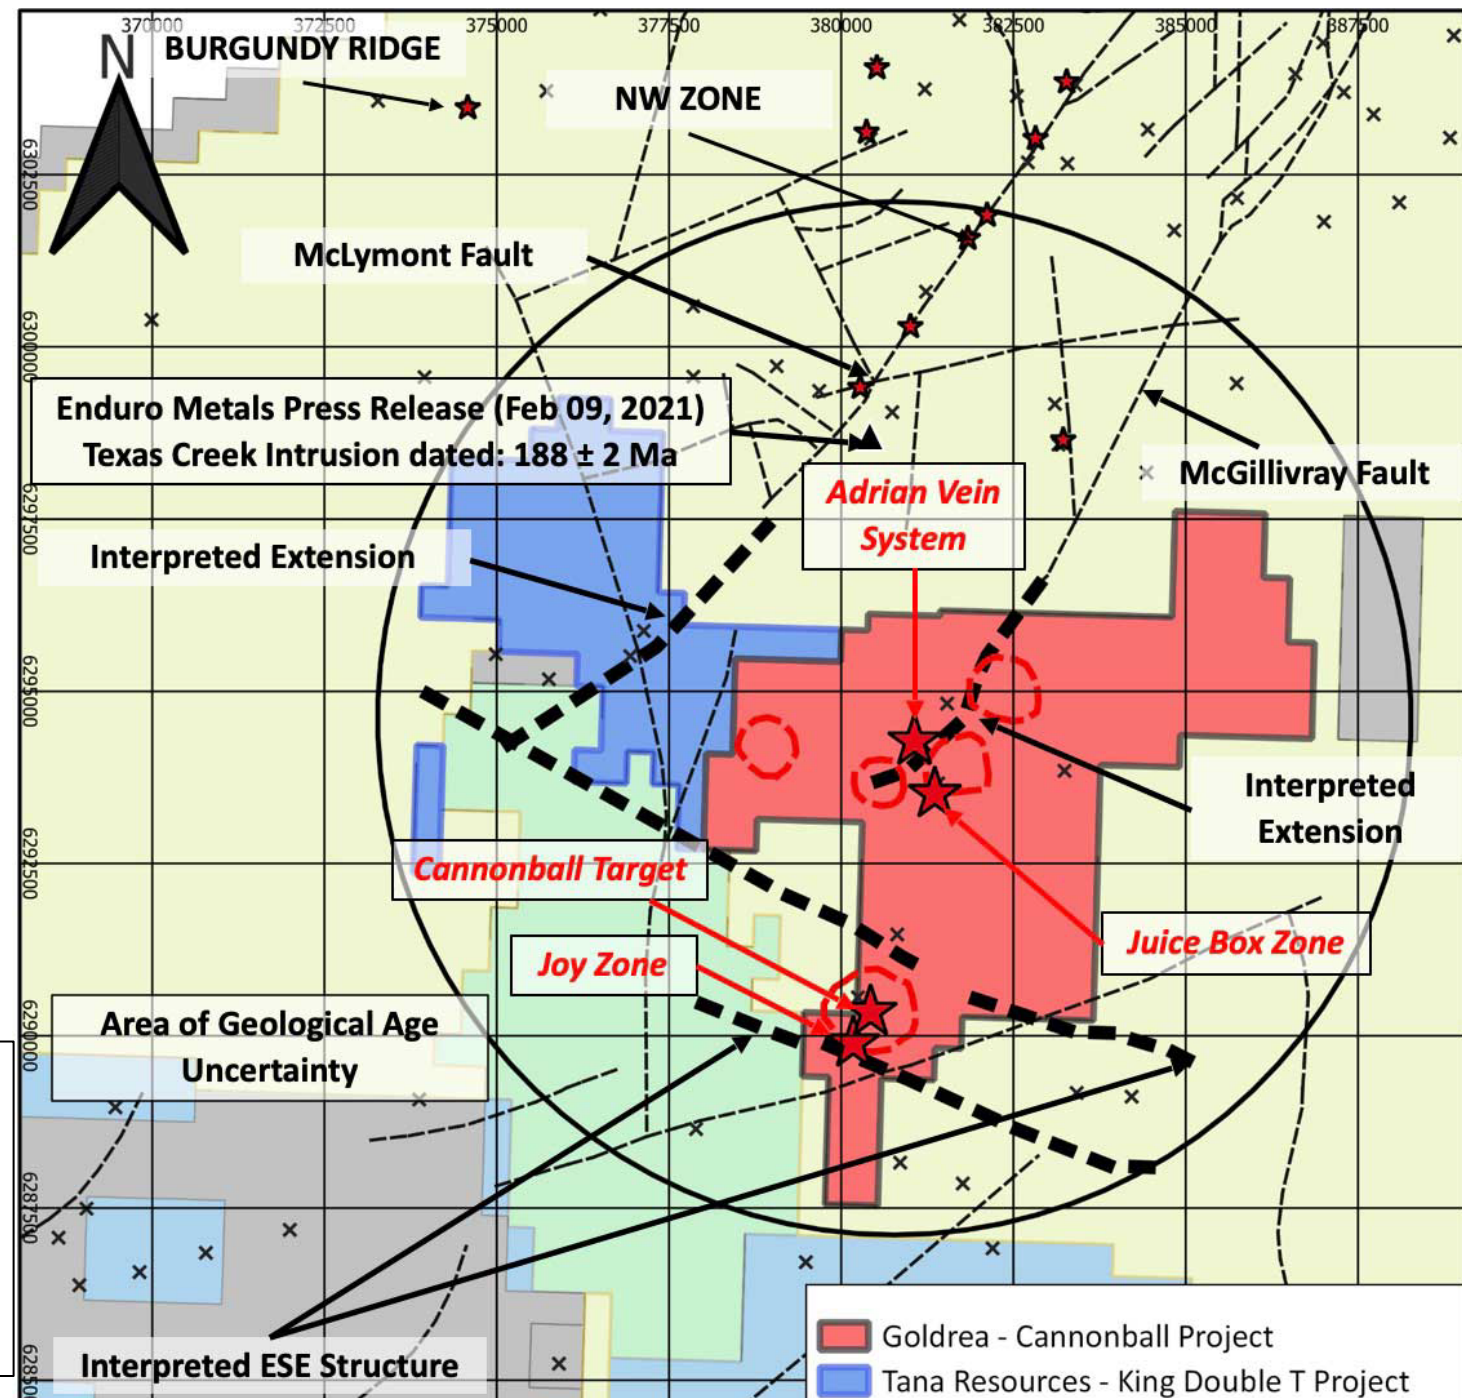 370000 372500 375000 377500 380000 382500 385000 387500
N
BURGUNDY RIDGE
NW ZONE
6302500
McLymont Fault
6300000
Enduro Metals Press Release (Feb 09, 2021)
Texas Creek Intrusion dated: 188 ± 2 Ma
McGillivray Fault
Adrian Vein
System
6297500
Interpreted Extension
6295000
Interpreted
Extension
6292500
Cannonball Target
Juice Box Zone
Joy Zone
Area of Geological Age
Uncertainty
6290000
6287500
Interpreted ESE Structure
628500
Goldrea - Cannonball Project
Tana Resources - King Double T Project